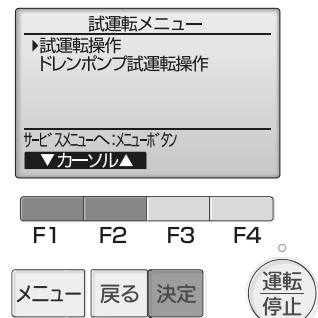 試運転メニュー
▶試運転操作
ドレンポンプ試運転操作
サービスメニューへ:メニューボタン
▼カーソル▲
F1 F2 F3 F4
メニュー 戻る 決定 運転
停止